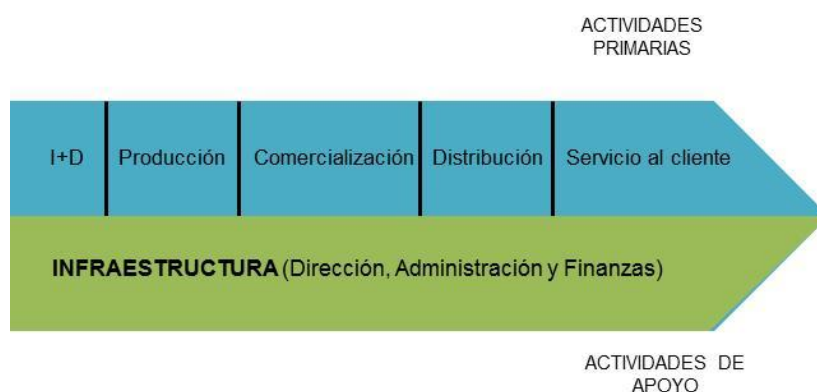 ACTIVIDADES
PRIMARIAS
I+D Producción Comercialización Distribución Servicio al cliente
INFRAESTRUCTURA (Dirección, Administración y Finanzas)
ACTIVIDADES DE
APOYO